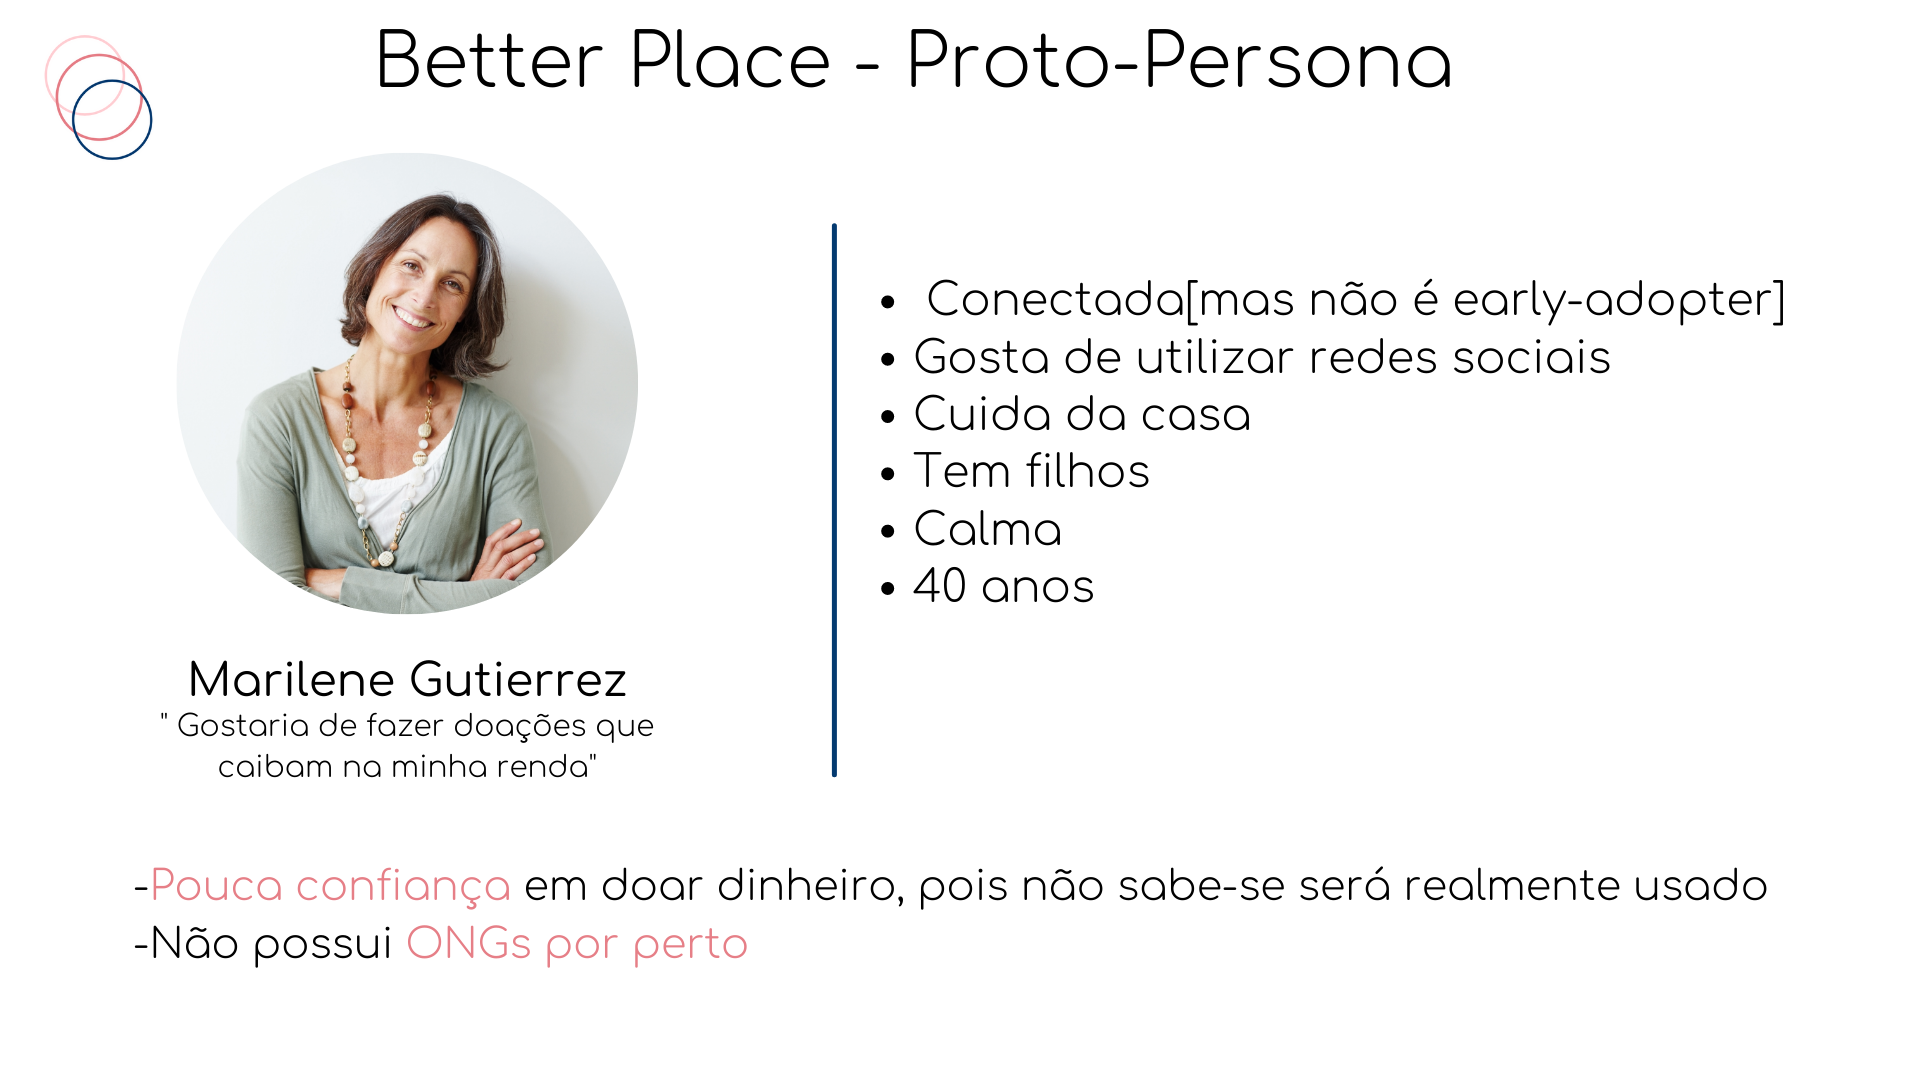 Better Place - Proto-Persona
Marilene Gutierrez
" Gostaria de fazer doações que
caibam na minha renda"
• Conectada[mas não é early-adopter]
• Gosta de utilizar redes sociais
• Cuida da casa
• Tem filhos
• Calma
• 40 anos
-Pouca confiança em doar dinheiro, pois não sabe-se será realmente usado
-Não possui ONGs por perto